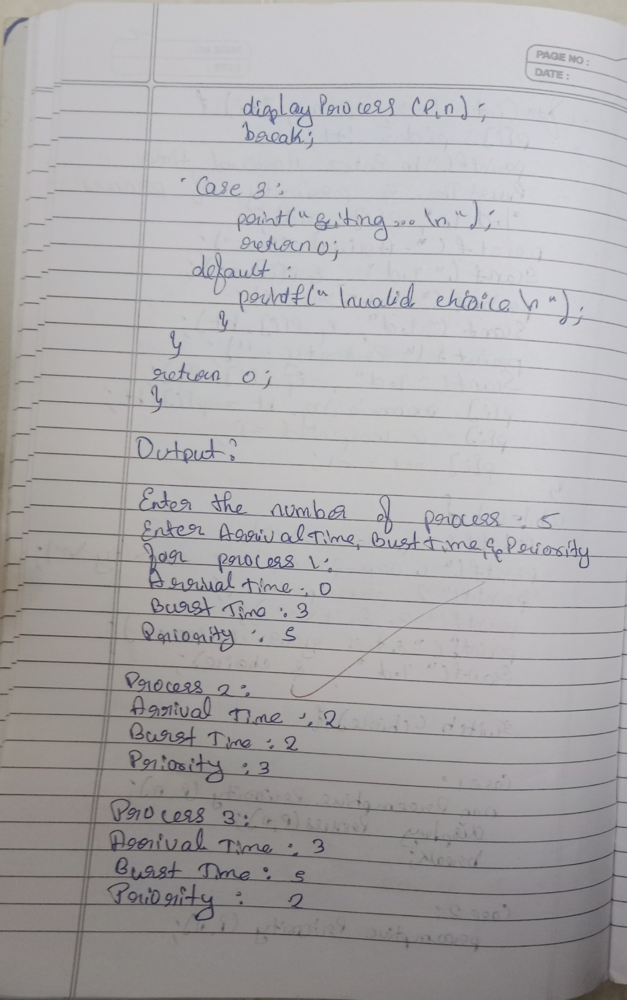 PAGE NO :
DATE :
displayProcess (P,n);
break;
Case 3:
print(" Exiting... \n");
return 0;
default :
printf(" Invalid choice \n");
}
}
return 0;
}
Output:
Enter the number of process : 5
Enter Arrival Time, Bust time, & Priority
for process 1:
Arrival time : 0
Burst Time : 3
Priority : 5
Process 2:
Arrival Time : 2
Burst Time : 2
Priority : 3
Process 3:
Arrival Time : 3
Burst Time : 5
Priority : 2